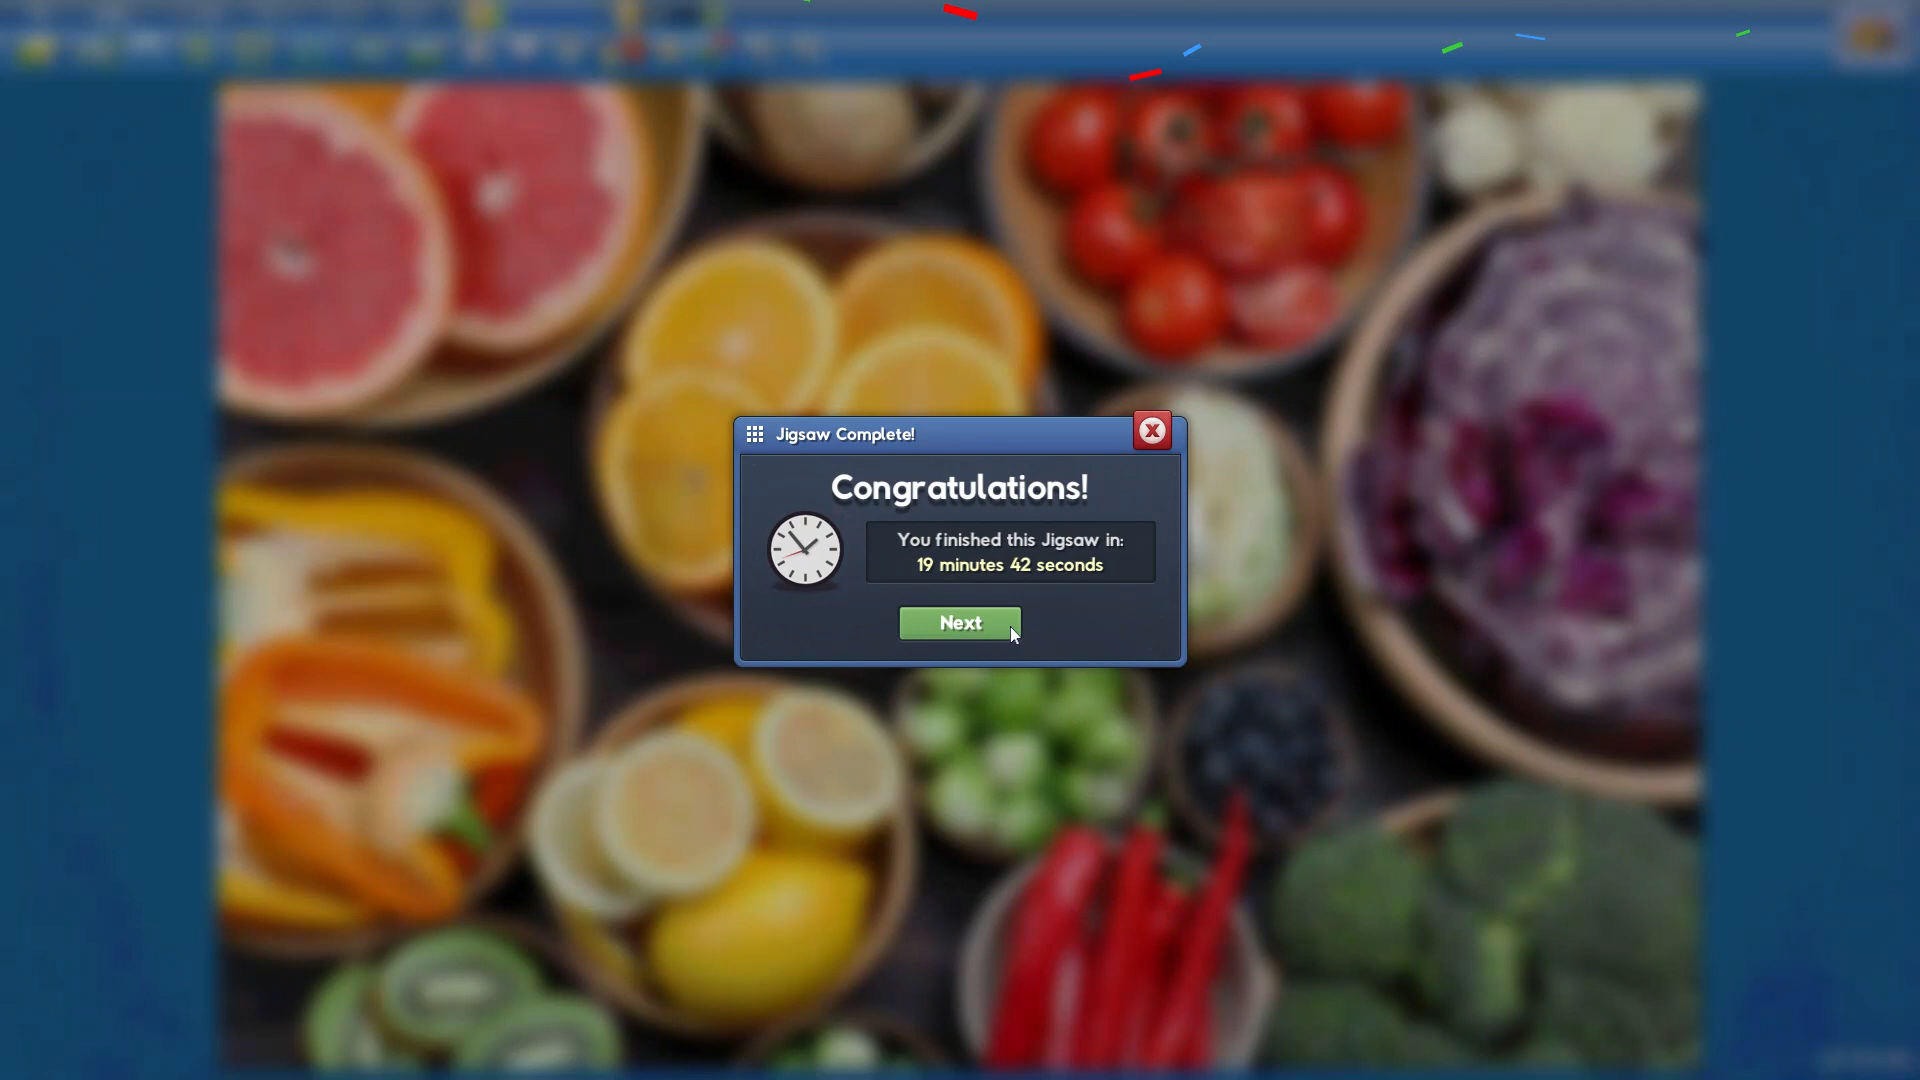 Jigsaw Complete!
Congratulations!
You finished this Jigsaw in:
19 minutes 42 seconds
Next